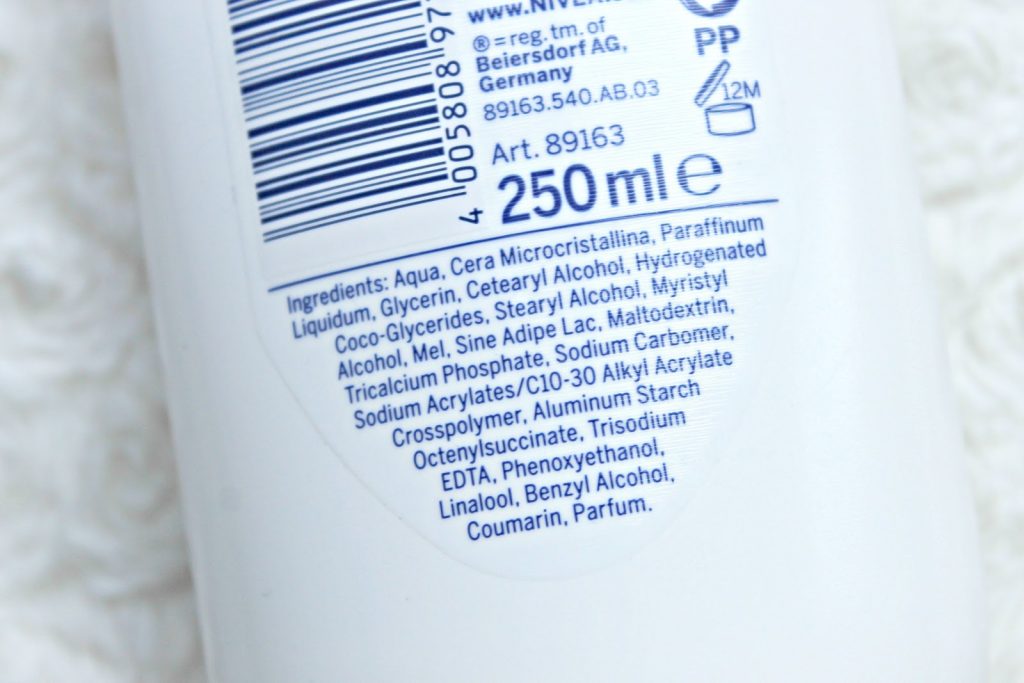 www.NIVEA.
®=reg. tm. of
Beiersdorf AG,
Germany
89163.540.AB.03
Art. 89163
250 ml e
PP
12M
4 005808 97
Ingredients: Aqua, Cera Microcristallina, Paraffinum
Liquidum, Glycerin, Cetearyl Alcohol, Hydrogenated
Coco-Glycerides, Stearyl Alcohol, Myristyl
Alcohol, Mel, Sine Adipe Lac, Maltodextrin,
Tricalcium Phosphate, Sodium Carbomer,
Sodium Acrylates/C10-30 Alkyl Acrylate
Crosspolymer, Aluminum Starch
Octenylsuccinate, Trisodium
EDTA, Phenoxyethanol,
Linalool, Benzyl Alcohol,
Coumarin, Parfum.